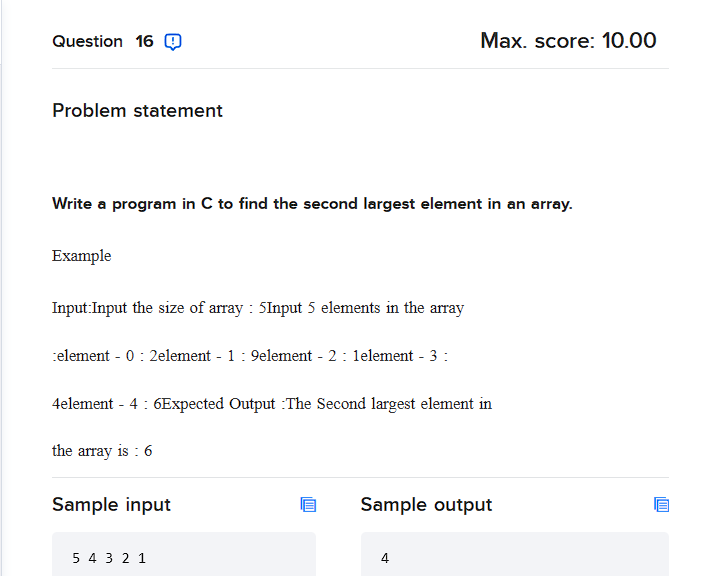 Question 16
Max. score: 10.00
Problem statement
Write a program in C to find the second largest element in an array.
Example
Input:Input the size of array : 5Input 5 elements in the array
:element - 0 : 2element - 1 : 9element - 2 : 1element - 3 :
4element - 4 : 6Expected Output :The Second largest element in
the array is : 6
Sample input
Sample output
5 4 3 2 1
4